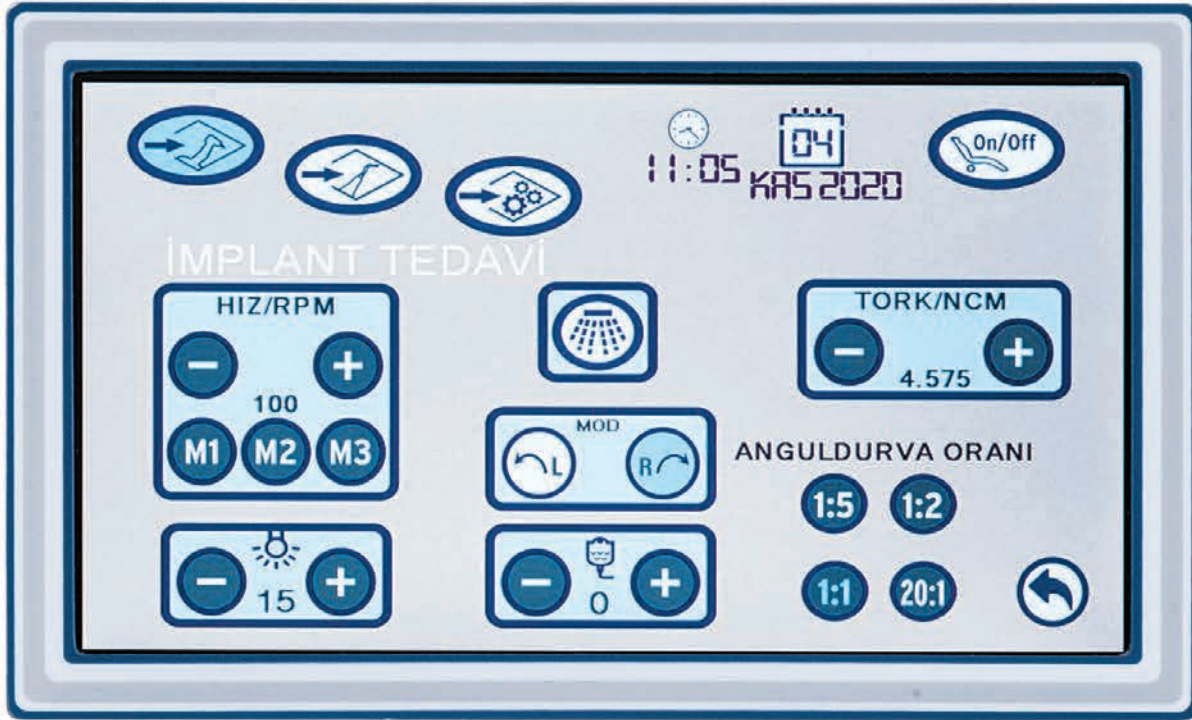 On/Off
04
11:05
KAS 2020
İMPLANT TEDAVİ
HIZ/RPM
100
M1 M2 M3
TORK/NCM
4.575
MOD
L R
ANGULDURVA ORANI
1:5 1:2
1:1 20:1
15
0